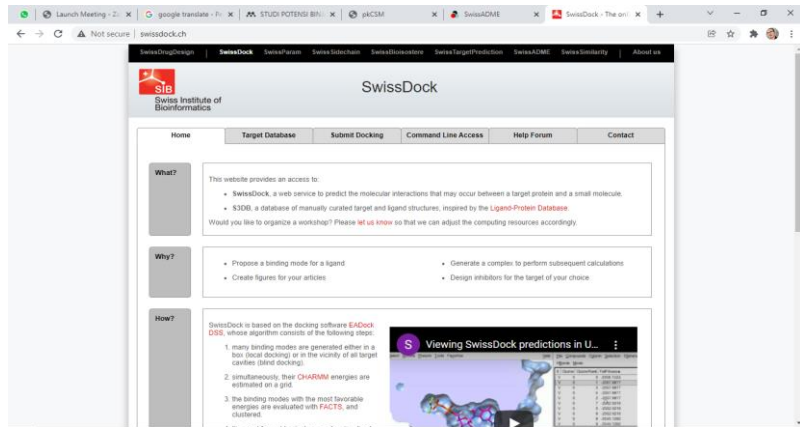 Launch Meeting - Z
google translate - P
STUDI POTENSI BIN
pkCSM
SwissADME
SwissDock - The onl
Not secure | swissdock.ch
SwissDrugDesign | SwissDock SwissParam SwissSidechain SwissBioisostere SwissTargetPrediction SwissADME SwissSimilarity | About us
SIB
Swiss Institute of
Bioinformatics
SwissDock
Home Target Database Submit Docking Command Line Access Help Forum Contact
What?
This website provides an access to:
• SwissDock, a web service to predict the molecular interactions that may occur between a target protein and a small molecule.
• S3DB, a database of manually curated target and ligand structures, inspired by the Ligand-Protein Database.
Would you like to organize a workshop? Please let us know so that we can adjust the computing resources accordingly.
Why?
• Propose a binding mode for a ligand
• Create figures for your articles
• Generate a complex to perform subsequent calculations
• Design inhibitors for the target of your choice
How?
SwissDock is based on the docking software EADock
DSS, whose algorithm consists of the following steps:
1. many binding modes are generated either in a
box (local docking) or in the vicinity of all target
cavities (blind docking).
2. simultaneously, their CHARMM energies are
estimated on a grid.
3. the binding modes with the most favorable
energies are evaluated with FACTS, and
clustered.
S Viewing SwissDock predictions in U...